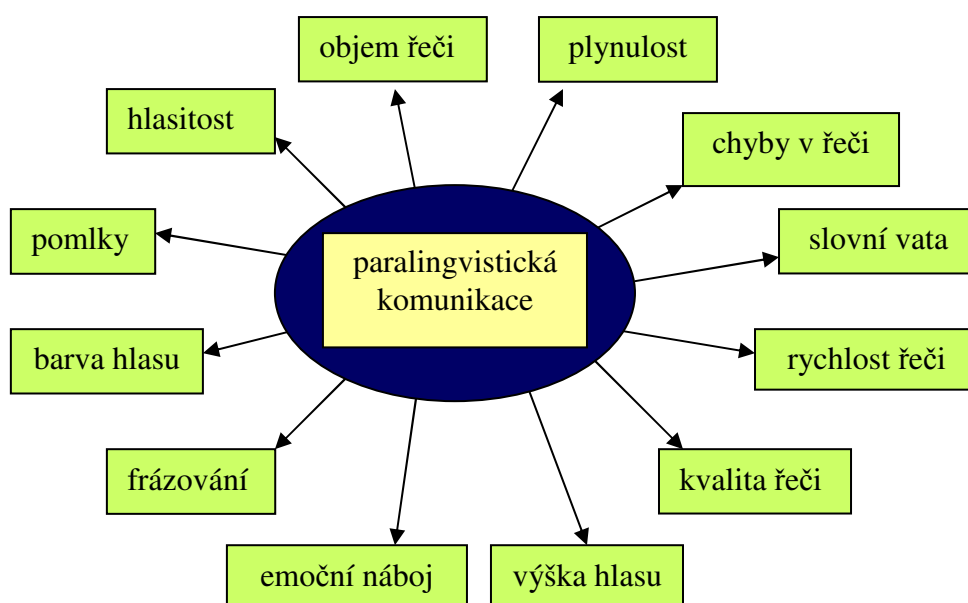 objem řeči
plynulost
hlasitost
chyby v řeči
pomlky
slovní vata
paralingvistická
komunikace
barva hlasu
rychlost řeči
frázování
kvalita řeči
emoční náboj
výška hlasu